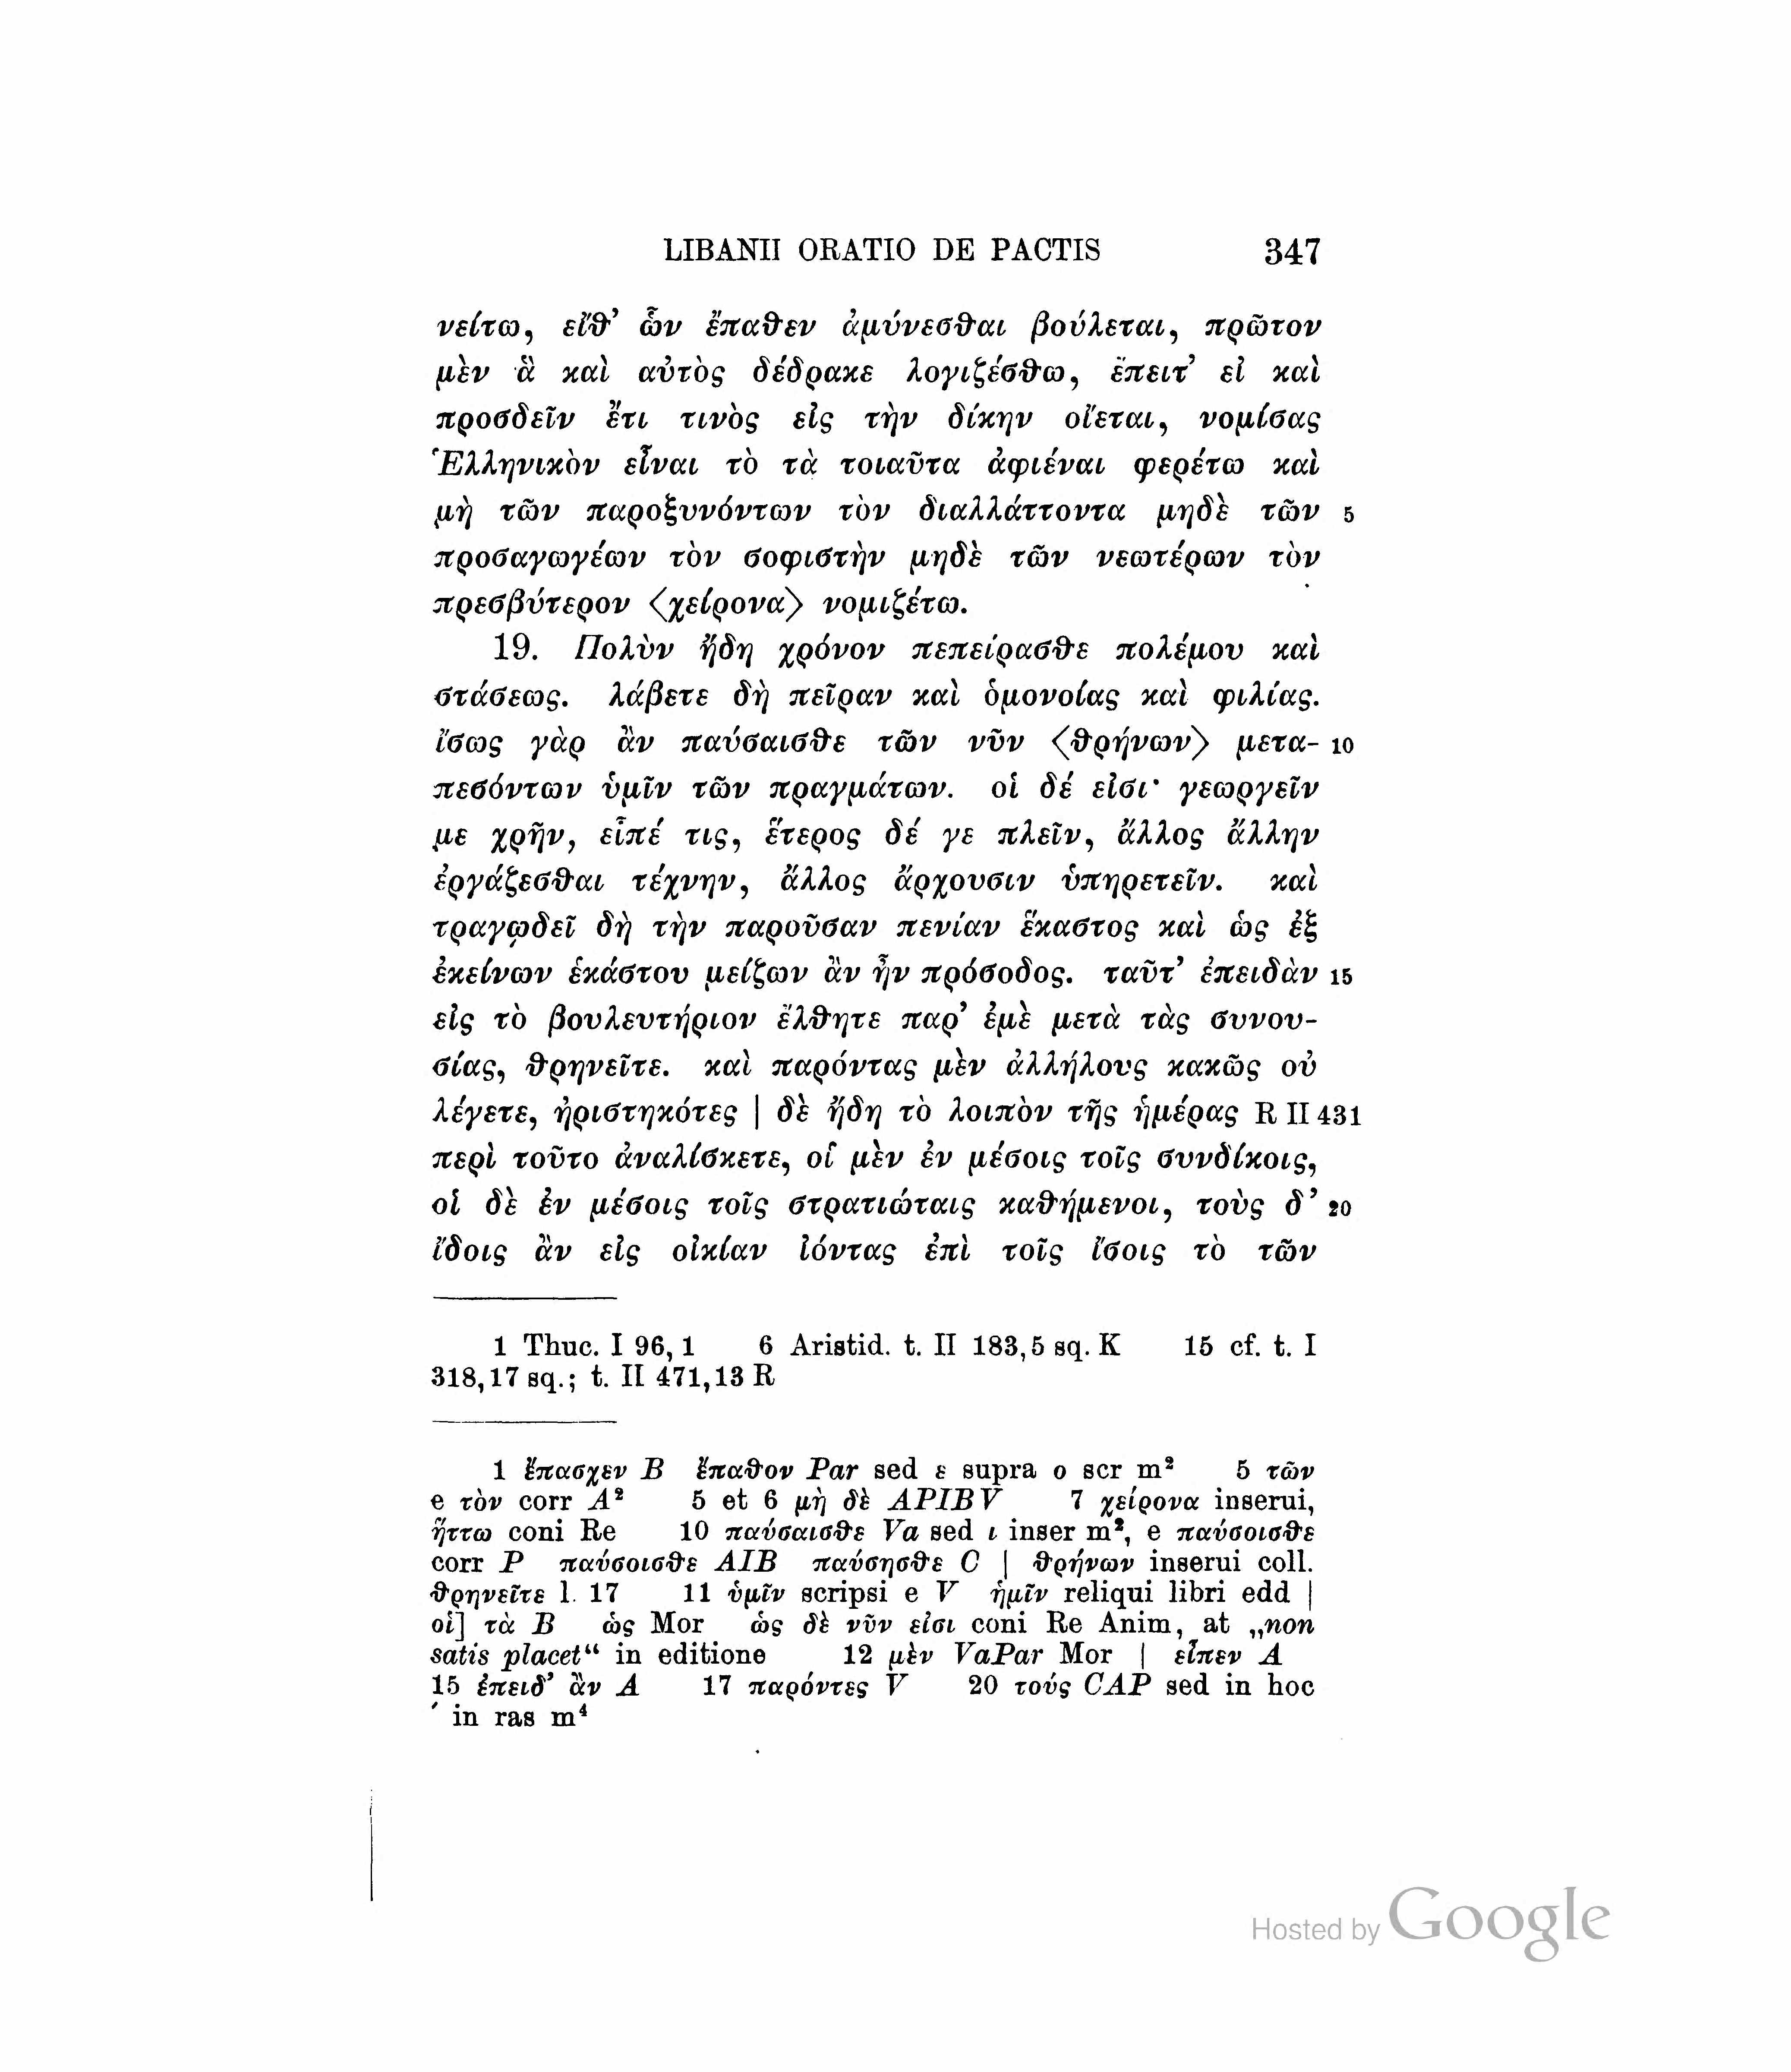 LIBANII ORATIO DE PACTIS 347
νείτω, εἴθ’ ὧν ἔπαθεν ἀμύνεσθαι βούλεται, πρῶτον
μὲν ἃ καὶ αὐτὸς δέδρακε λογιζέσθω, ἔπειτ’ εἰ καὶ
προσδεῖν ἔτι τινὸς εἰς τὴν δίκην οἴεται, νομίσας
Ἑλληνικὸν εἶναι τὸ τὰ τοιαῦτα ἀφιέναι φερέτω καὶ
μὴ τῶν παροξυνόντων τὸν διαλλάττοντα μηδὲ τῶν 5
προσαγωγέων τὸν σοφιστὴν μηδὲ τῶν νεωτέρων τὸν
πρεσβύτερον ⟨χείρονα⟩ νομιζέτω.
19. Πολὺν ἤδη χρόνον πεπείρασθε πολέμου καὶ
στάσεως. λάβετε δὴ πεῖραν καὶ ὁμονοίας καὶ φιλίας.
ἴσως γὰρ ἂν παύσαισθε τῶν νῦν ⟨θρήνων⟩ μετα- 10
πεσόντων ὑμῖν τῶν πραγμάτων. οἱ δέ εἰσι· γεωργεῖν
με χρῆν, εἶπέ τις, ἕτερος δέ γε πλεῖν, ἄλλος ἄλλην
ἐργάζεσθαι τέχνην, ἄλλος ἄρχουσιν ὑπηρετεῖν. καὶ
τραγῳδεῖ δὴ τὴν παροῦσαν πενίαν ἕκαστος καὶ ὡς ἐξ
ἐκείνων ἑκάστου μείζων ἂν ἦν πρόσοδος. ταῦτ’ ἐπειδὰν 15
εἰς τὸ βουλευτήριον ἔλθητε παρ’ ἐμὲ μετὰ τὰς συνου-
σίας, θρηνεῖτε. καὶ παρόντας μὲν ἀλλήλους κακῶς οὐ
λέγετε, ἠριστηκότες | δὲ ἤδη τὸ λοιπὸν τῆς ἡμέρας R II 431
περὶ τοῦτο ἀναλίσκετε, οἱ μὲν ἐν μέσοις τοῖς συνδίκοις,
οἱ δὲ ἐν μέσοις τοῖς στρατιώταις καθήμενοι, τοὺς δ’ 20
ἴδοις ἂν εἰς οἰκίαν ἰόντας ἐπὶ τοῖς ἴσοις τὸ τῶν
1 Thuc. I 96, 1 6 Aristid. t. II 183,5 sq. K 15 cf. t. I
318,17 sq.; t. II 471,13 R
1 ἔπασχεν B ἔπαθον Par sed ε supra ο scr m² 5 τῶν
e τὸν corr A² 5 et 6 μὴ δὲ APIBV 7 χείρονα inserui,
ἥττω coni Re 10 παύσαισθε Va sed ι inser m², e παύσοισθε
corr P παύσοισθε AIB παύσησθε C | θρήνων inserui coll.
θρηνεῖτε l. 17 11 ὑμῖν scripsi e V ἡμῖν reliqui libri edd |
οἱ] τὰ B ὡς Mor ὡς δὲ νῦν εἰσι coni Re Anim, at „non
satis placet“ in editione 12 μὲν VaPar Mor | εἶπεν A
15 ἐπειδ’ ἂν A 17 παρόντες V 20 τούς CAP sed in hoc
´ in ras m⁴
Hosted by Google